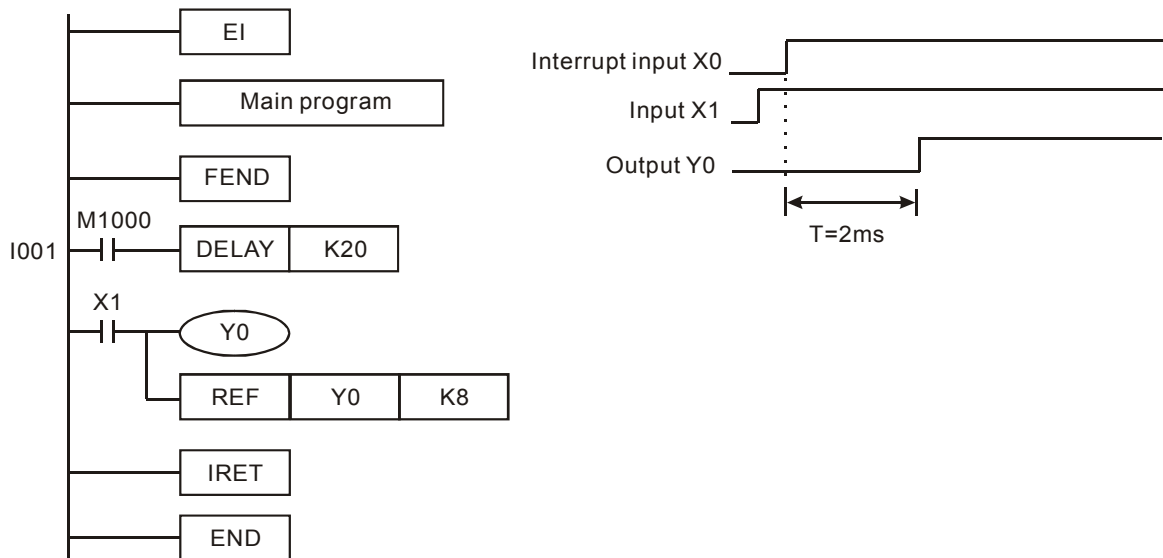 EI
Main program
FEND
M1000
I001
DELAY K20
X1
Y0
REF Y0 K8
IRET
END
Interrupt input X0
Input X1
Output Y0
T=2ms